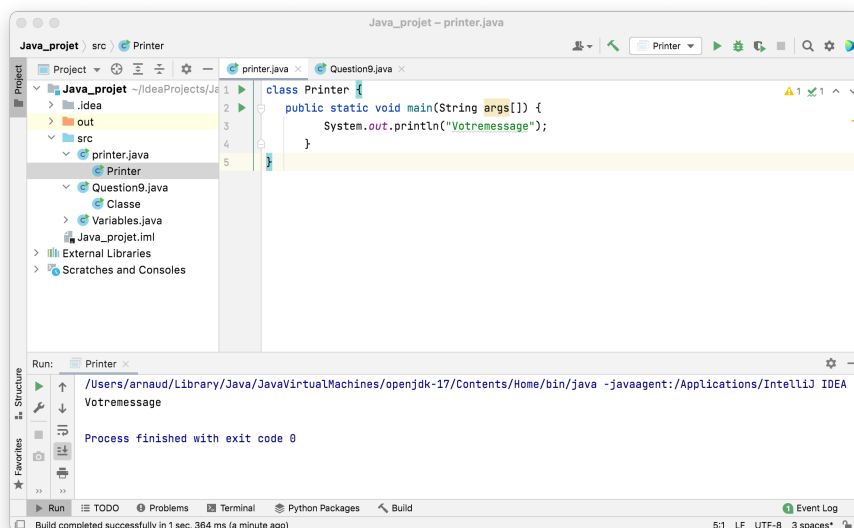 Java_projet – printer.java
Java_projet src Printer Printer
Project printer.java Question9.java
Java_projet ~/IdeaProjects/Ja
.idea
out
src
printer.java
Printer
Question9.java
Classe
Variables.java
Java_projet.iml
External Libraries
Scratches and Consoles
Project
1 class Printer {
2 public static void main(String args[]) {
3 System.out.println("Votremessage");
4 }
5 }
1 1
Run: Printer
/Users/arnaud/Library/Java/JavaVirtualMachines/openjdk-17/Contents/Home/bin/java -javaagent:/Applications/IntelliJ IDEA
Votremessage
Process finished with exit code 0
Structure
Favorites
Run TODO Problems Terminal Python Packages Build 1 Event Log
Build completed successfully in 1 sec, 364 ms (a minute ago) 5:1 LF UTF-8 3 spaces*